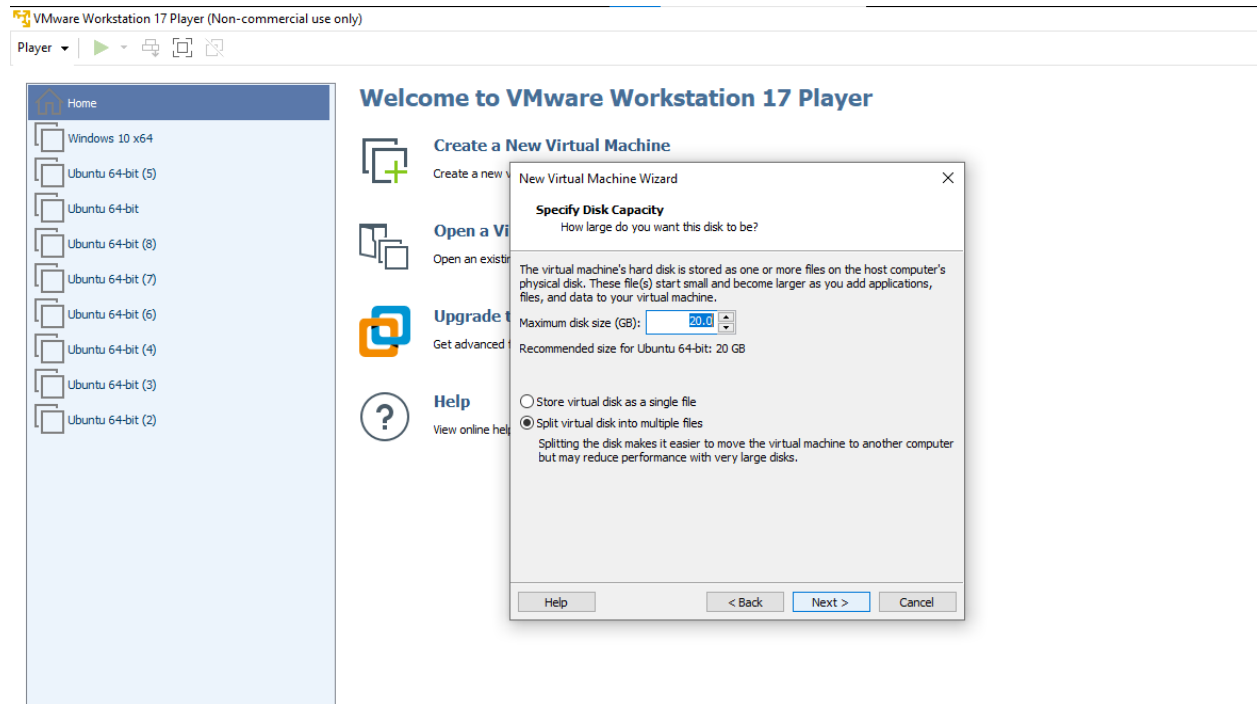 VMware Workstation 17 Player (Non-commercial use only)
Player
Home
Windows 10 x64
Ubuntu 64-bit (5)
Ubuntu 64-bit
Ubuntu 64-bit (8)
Ubuntu 64-bit (7)
Ubuntu 64-bit (6)
Ubuntu 64-bit (4)
Ubuntu 64-bit (3)
Ubuntu 64-bit (2)
Welcome to VMware Workstation 17 Player
Create a New Virtual Machine
Create a new v
Open a Vi
Open an existin
Upgrade t
Get advanced f
?
Help
View online help
New Virtual Machine Wizard
Specify Disk Capacity
How large do you want this disk to be?
The virtual machine's hard disk is stored as one or more files on the host computer's
physical disk. These file(s) start small and become larger as you add applications,
files, and data to your virtual machine.
Maximum disk size (GB): 20.0
Recommended size for Ubuntu 64-bit: 20 GB
Store virtual disk as a single file
Split virtual disk into multiple files
Splitting the disk makes it easier to move the virtual machine to another computer
but may reduce performance with very large disks.
Help < Back Next > Cancel